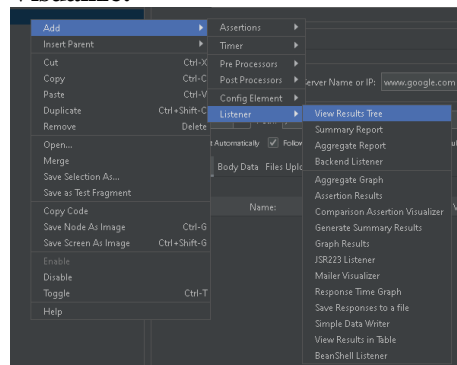 Add
Insert Parent
Cut Ctrl-X
Copy Ctrl-C
Paste Ctrl-V
Duplicate Ctrl+Shift-C
Remove Delete
Open...
Merge
Save Selection As...
Save as Test Fragment
Copy Code
Save Node As Image Ctrl-G
Save Screen As Image Ctrl+Shift-G
Enable
Disable
Toggle Ctrl-T
Help
Assertions
Timer
Pre Processors
Post Processors
Config Element
Listener
erver Name or IP: www.google.com
Automatically Follow
Body Data Files Uplo
Name:
View Results Tree
Summary Report
Aggregate Report
Backend Listener
Aggregate Graph
Assertion Results
Comparison Assertion Visualizer
Generate Summary Results
Graph Results
JSR223 Listener
Mailer Visualizer
Response Time Graph
Save Responses to a file
Simple Data Writer
View Results in Table
BeanShell Listener